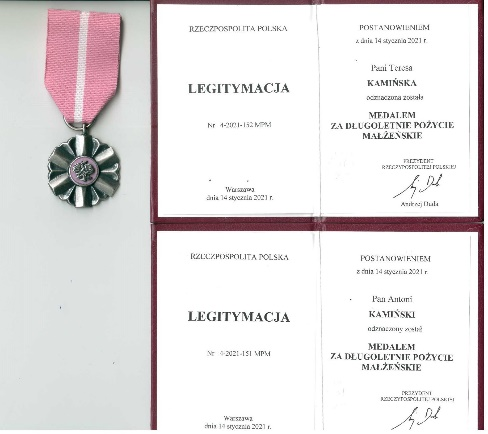 RZECZPOSPOLITA POLSKA
LEGITYMACJA
Nr 4-2021-152 MPM
Warszawa
dnia 14 stycznia 2021 r.
POSTANOWIENIEM
z dnia 14 stycznia 2021 r.
Pani Teresa
KAMIŃSKA
odznaczona została
MEDALEM
ZA DŁUGOLETNIE POŻYCIE
MAŁŻEŃSKIE
PREZYDENT
RZECZYPOSPOLITEJ POLSKIEJ
Andrzej Duda
RZECZPOSPOLITA POLSKA
LEGITYMACJA
Nr 4-2021-151 MPM
Warszawa
dnia 14 stycznia 2021 r.
POSTANOWIENIEM
z dnia 14 stycznia 2021 r.
Pan Antoni
KAMIŃSKI
odznaczony został
MEDALEM
ZA DŁUGOLETNIE POŻYCIE
MAŁŻEŃSKIE
PREZYDENT
RZECZYPOSPOLITEJ POLSKIEJ